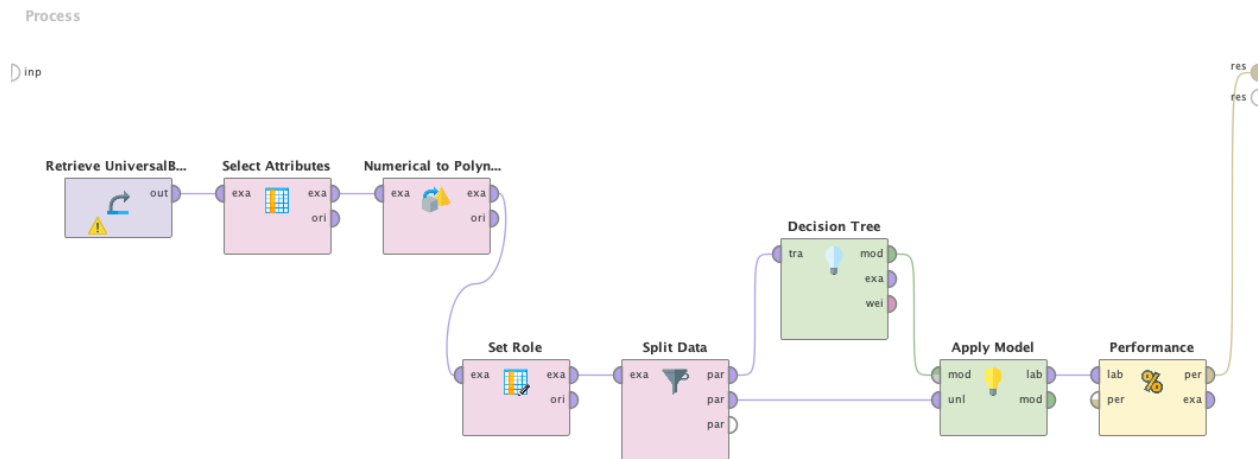 Process
inp
res
res
Retrieve UniversalB...
out
Select Attributes
exa exa
ori
Numerical to Polyn...
exa exa
ori
Decision Tree
tra mod
exa
wei
Set Role
exa exa
ori
Split Data
exa par
par
par
Apply Model
mod lab
unl mod
Performance
lab per
per exa
%